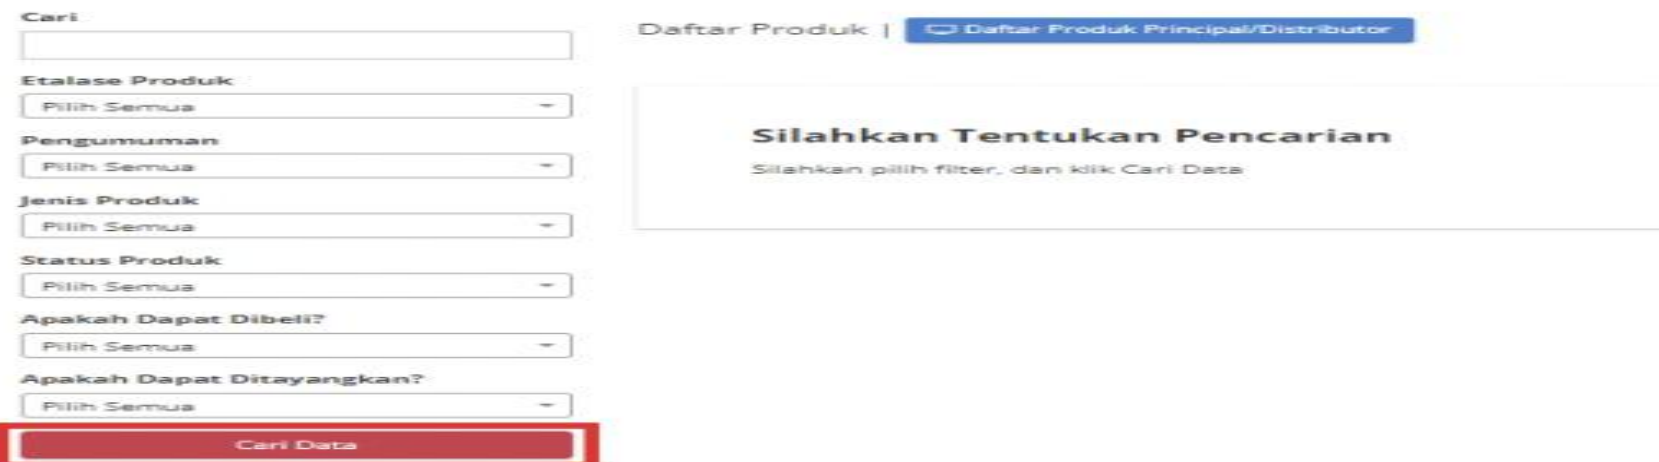 Cari
Etalase Produk
Pilih Semua
Pengumuman
Pilih Semua
Jenis Produk
Pilih Semua
Status Produk
Pilih Semua
Apakah Dapat Dibeli?
Pilih Semua
Apakah Dapat Ditayangkan?
Pilih Semua
Cari Data
Daftar Produk | Daftar Produk Principal/Distributor
Silahkan Tentukan Pencarian
Silahkan pilih filter, dan klik Cari Data